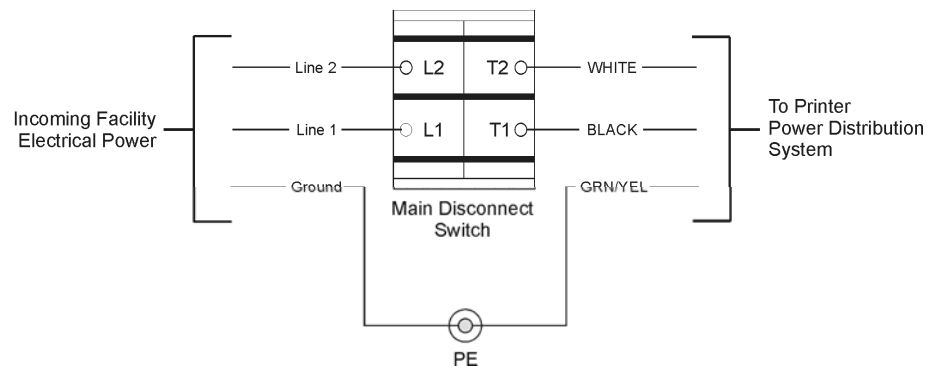 Incoming Facility
Electrical Power
Line 2
L2
T2
WHITE
Line 1
L1
T1
BLACK
Ground
GRN/YEL
Main Disconnect
Switch
To Printer
Power Distribution
System
PE